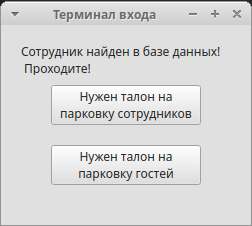 Терминал входа
Сотрудник найден в базе данных!
Проходите!
Нужен талон на
парковку сотрудников
Нужен талон на
парковку гостей